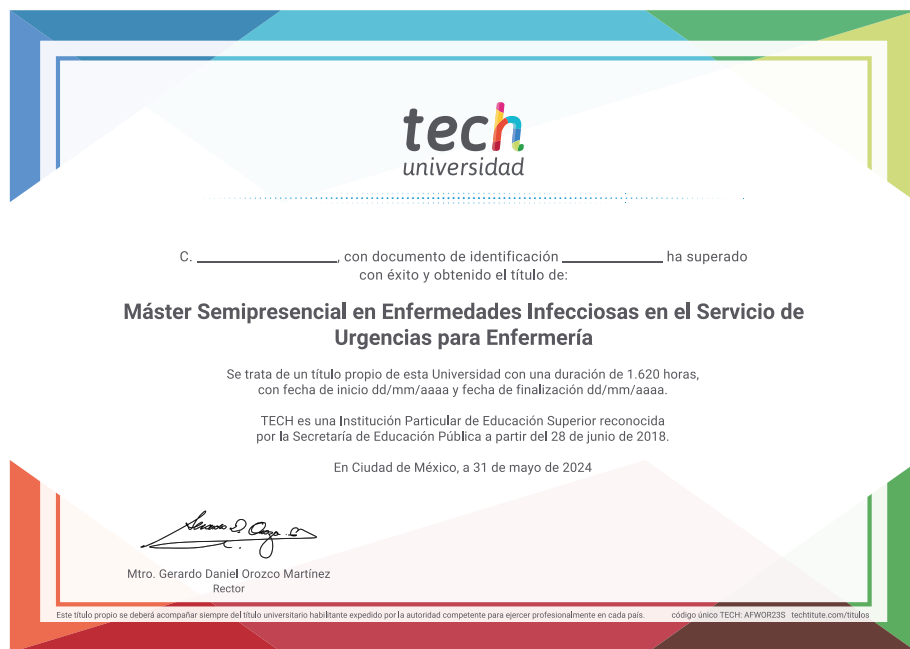 tech
universidad
C. ____________________, con documento de identificación ______________ ha superado
con éxito y obtenido el título de:
Máster Semipresencial en Enfermedades Infecciosas en el Servicio de
Urgencias para Enfermería
Se trata de un título propio de esta Universidad con una duración de 1.620 horas,
con fecha de inicio dd/mm/aaaa y fecha de finalización dd/mm/aaaa.
TECH es una Institución Particular de Educación Superior reconocida
por la Secretaría de Educación Pública a partir del 28 de junio de 2018.
En Ciudad de México, a 31 de mayo de 2024
Mtro. Gerardo Daniel Orozco Martínez
Rector
Este título propio se deberá acompañar siempre del título universitario habilitante expedido por la autoridad competente para ejercer profesionalmente en cada país. código único TECH: AFWOR23S techtitute.com/titulos